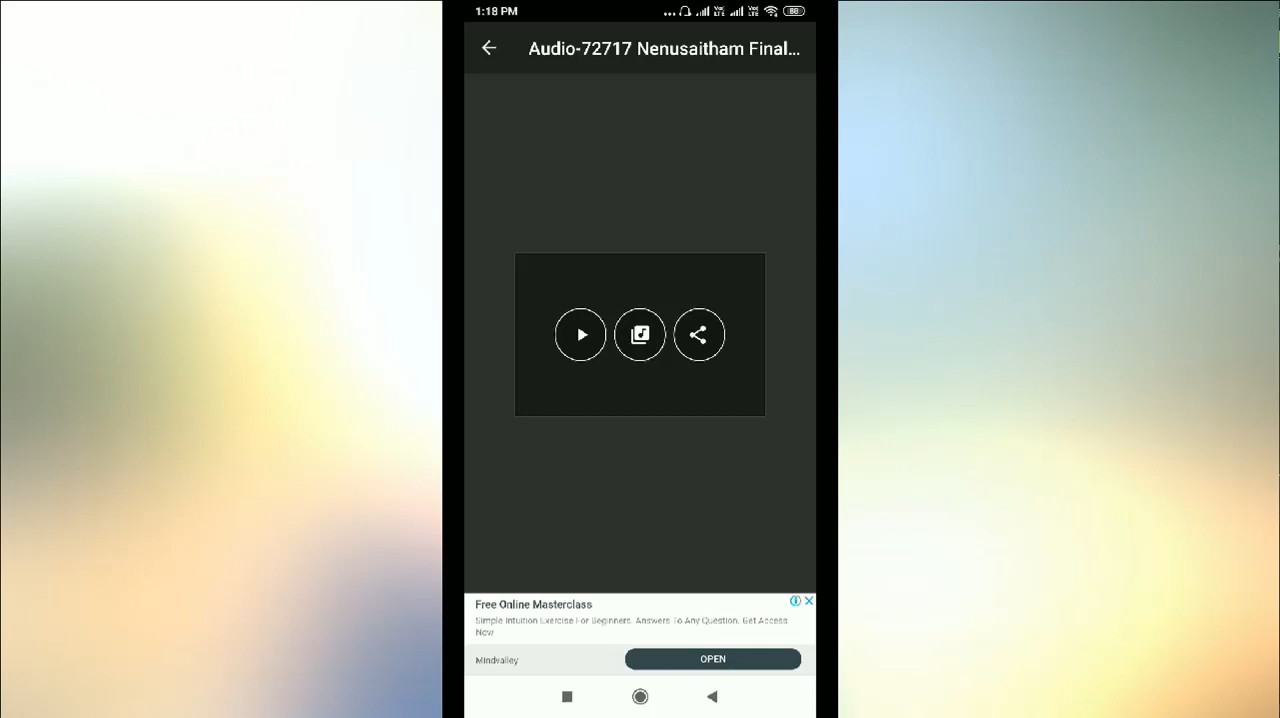 1:18 PM
Audio-72717 Nenusaitham Final...
Free Online Masterclass
Simple Intuition Exercise For Beginners. Answers To Any Question. Get Access
Now
Mindvalley
OPEN